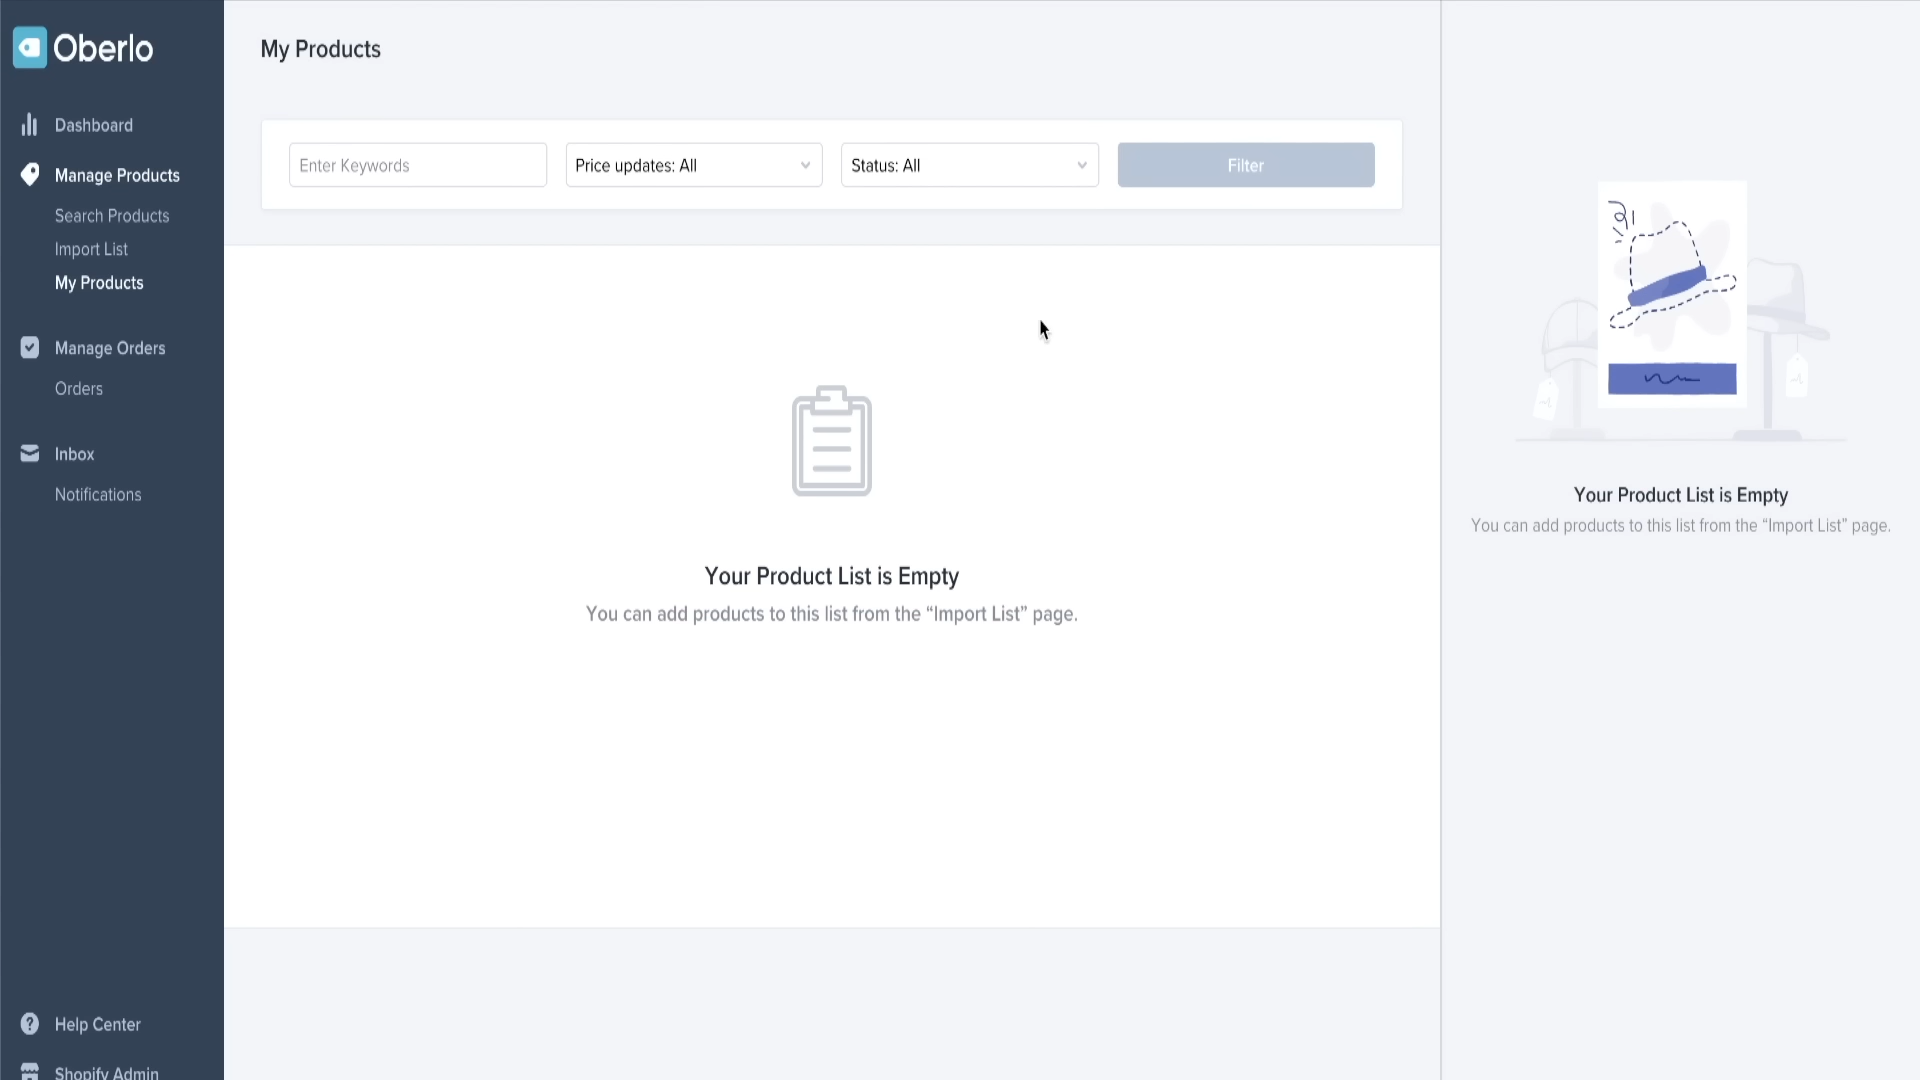 Oberlo
Dashboard
Manage Products
Search Products
Import List
My Products
Manage Orders
Orders
Inbox
Notifications
Help Center
Shopify Admin
My Products
Enter Keywords
Price updates: All
Status: All
Filter
Your Product List is Empty
You can add products to this list from the “Import List” page.
Your Product List is Empty
You can add products to this list from the “Import List” page.